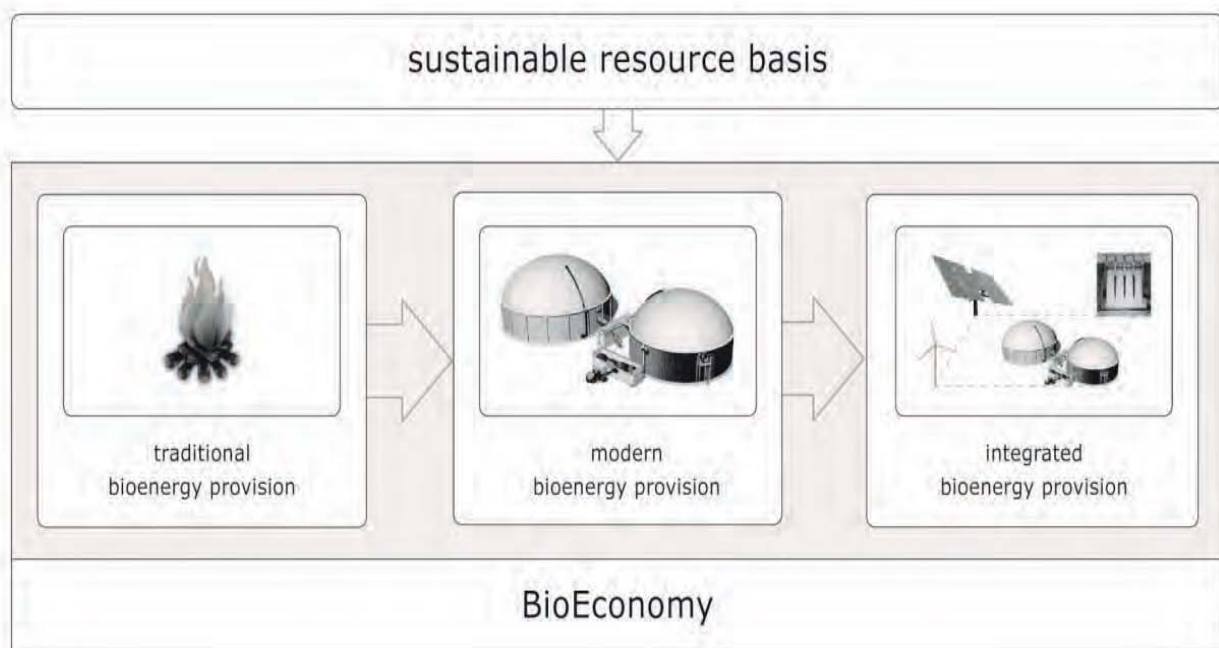 sustainable resource basis
traditional
bioenergy provision
modern
bioenergy provision
integrated
bioenergy provision
BioEconomy